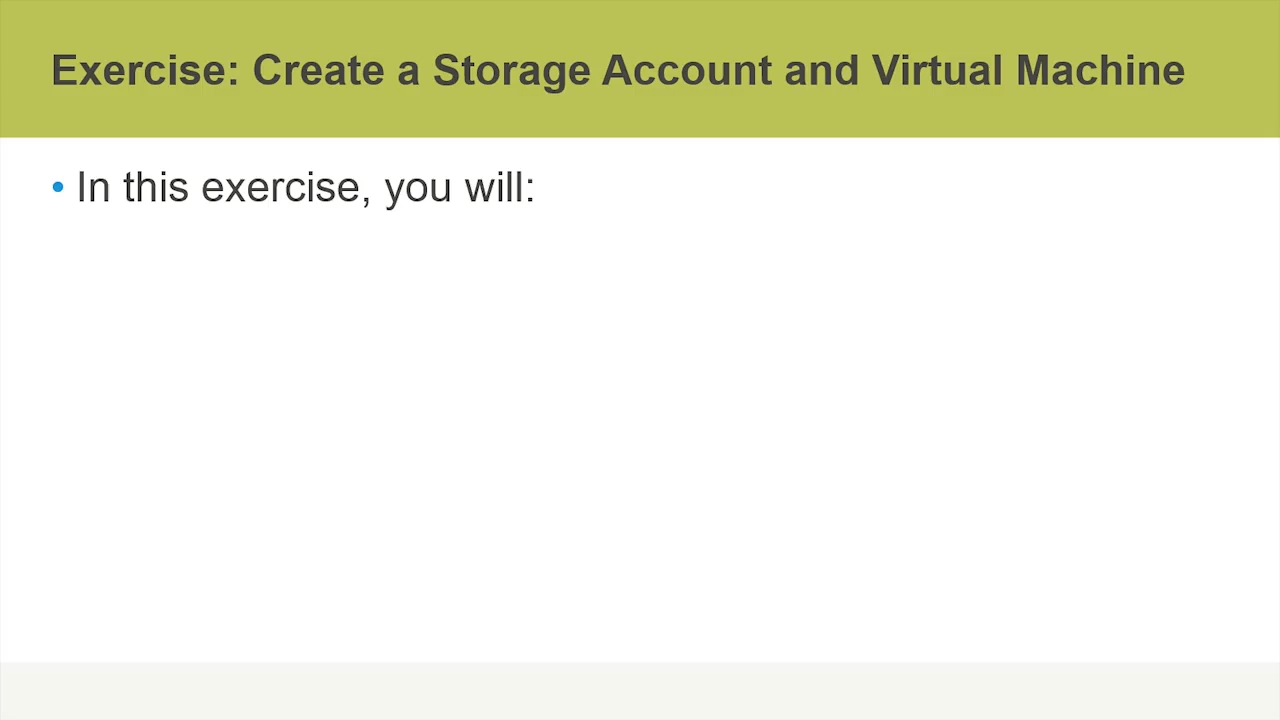 Exercise: Create a Storage Account and Virtual Machine
• In this exercise, you will: